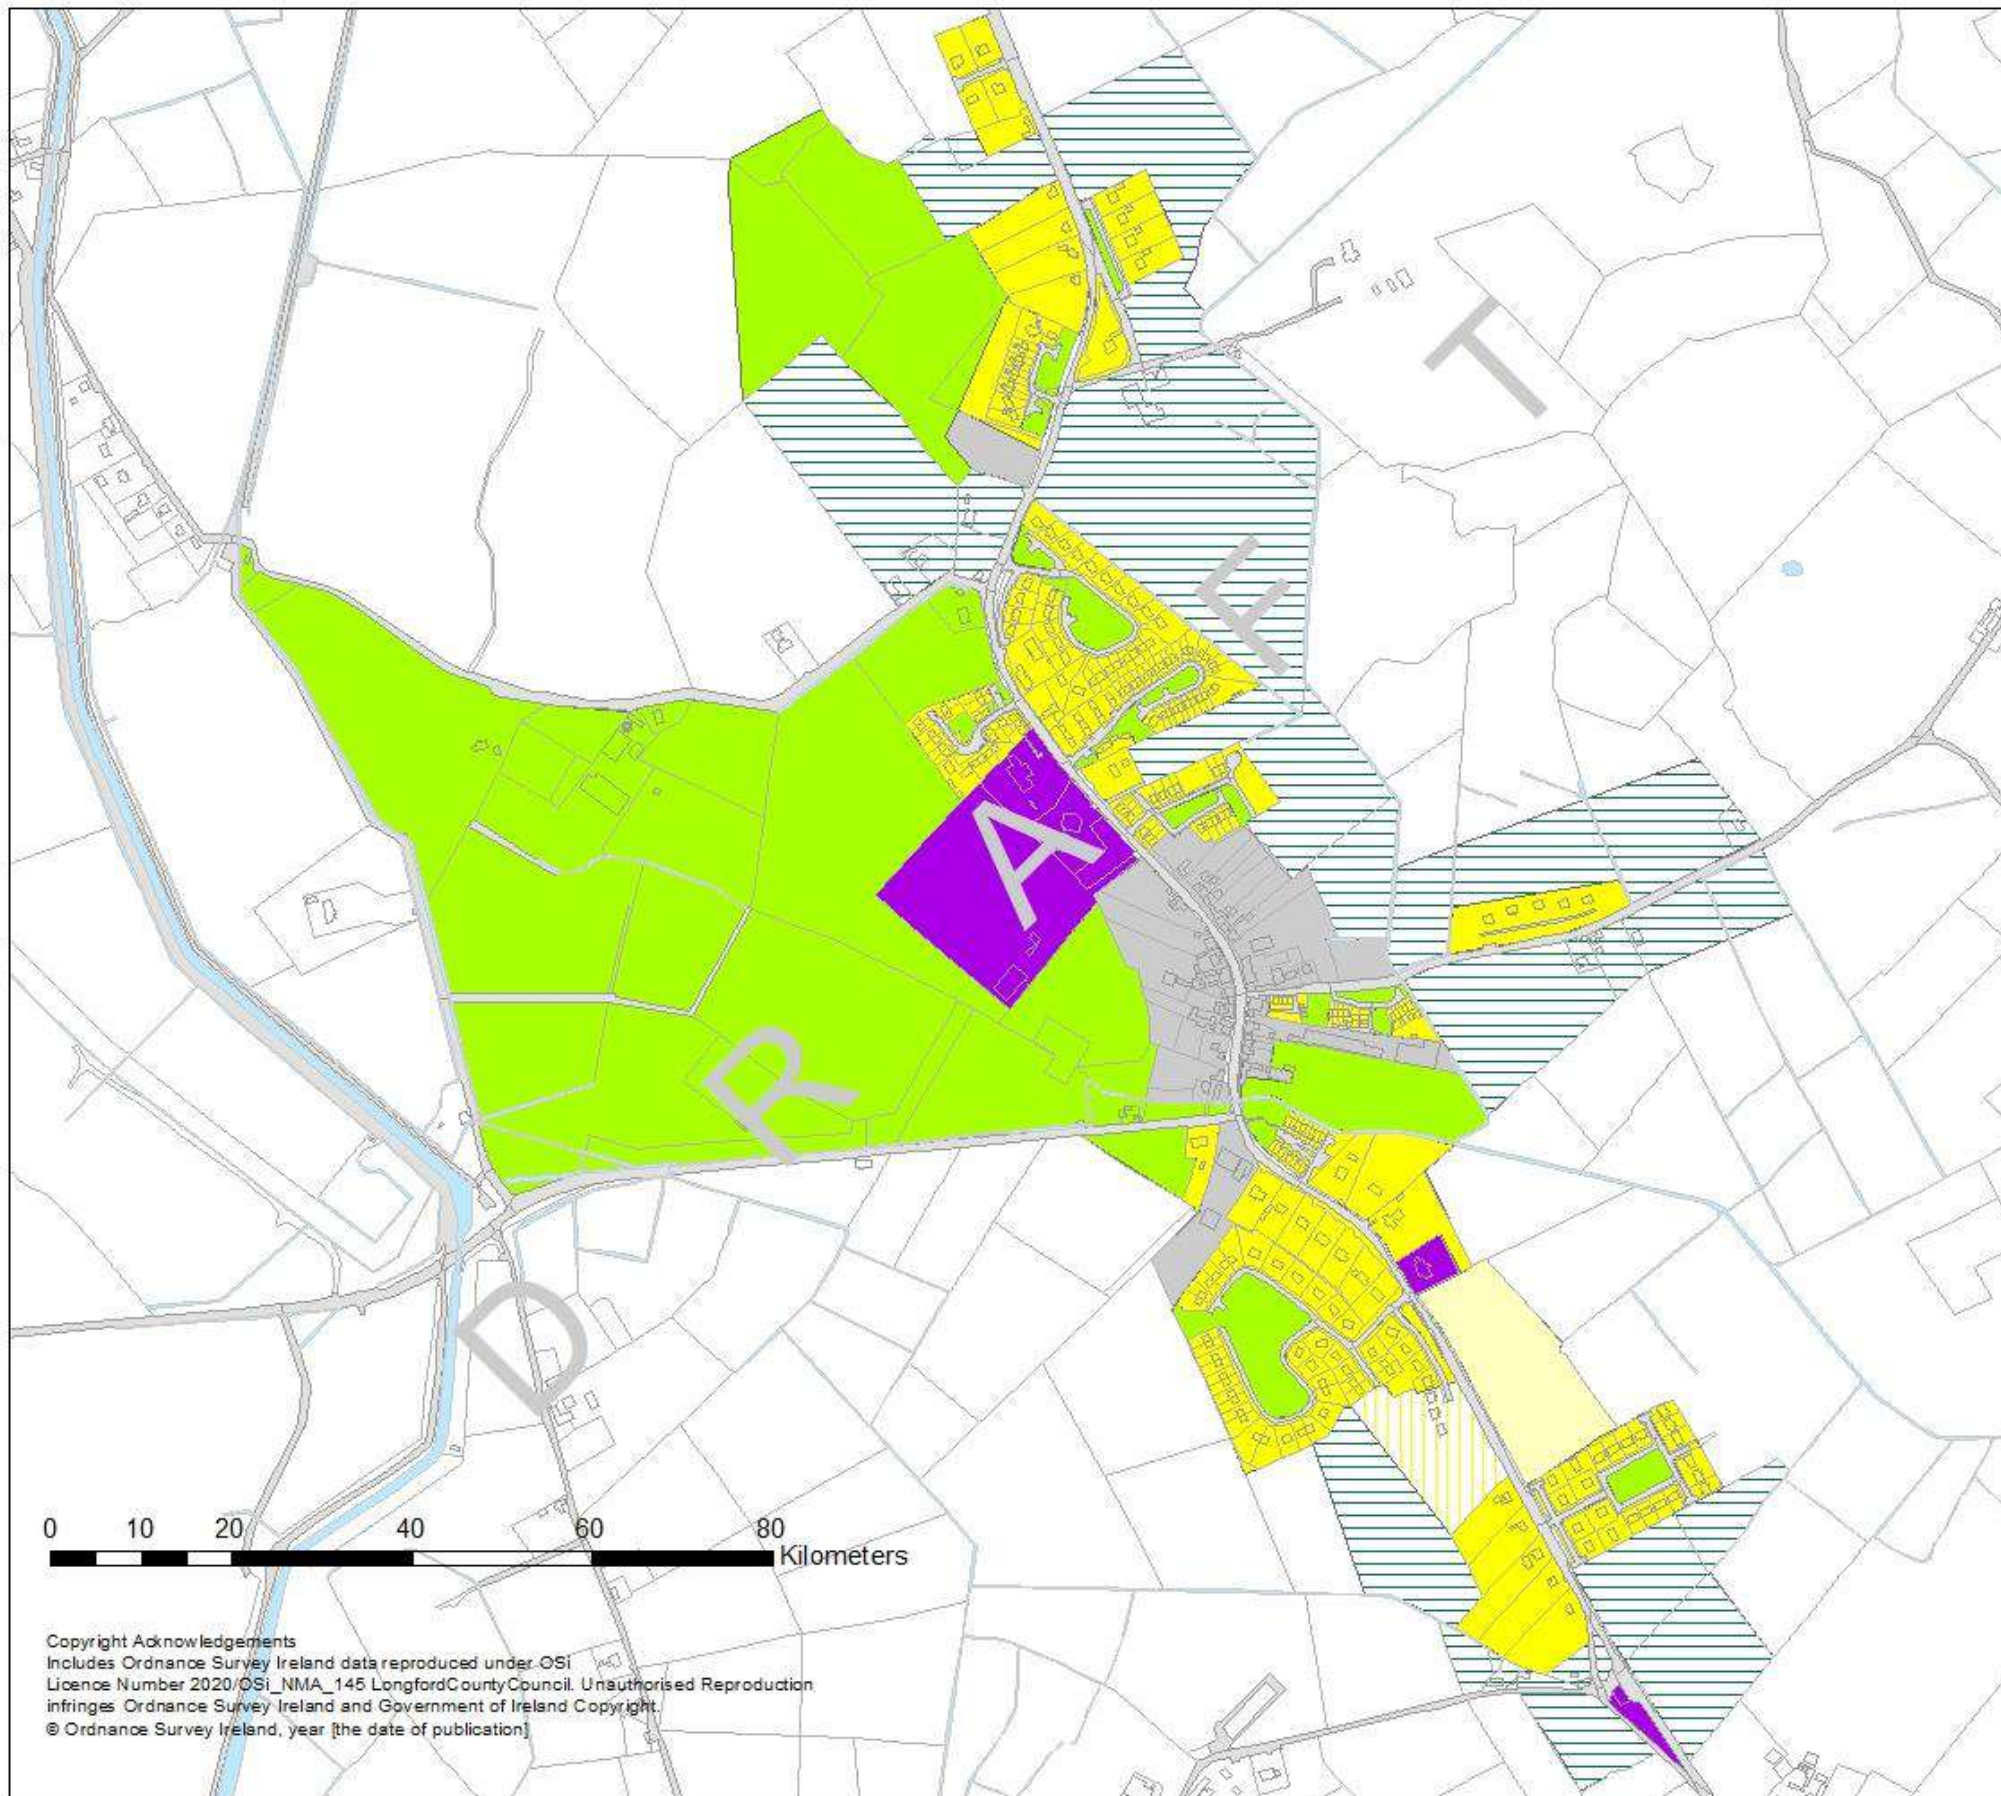 DRAFT
0 10 20 40 60 80
Kilometers
Copyright Acknowledgements
Includes Ordnance Survey Ireland data reproduced under OSi
Licence Number 2020/OSi_NMA_145 LongfordCountyCouncil. Unauthorised Reproduction
infringes Ordnance Survey Ireland and Government of Ireland Copyright.
© Ordnance Survey Ireland, year [the date of publication]